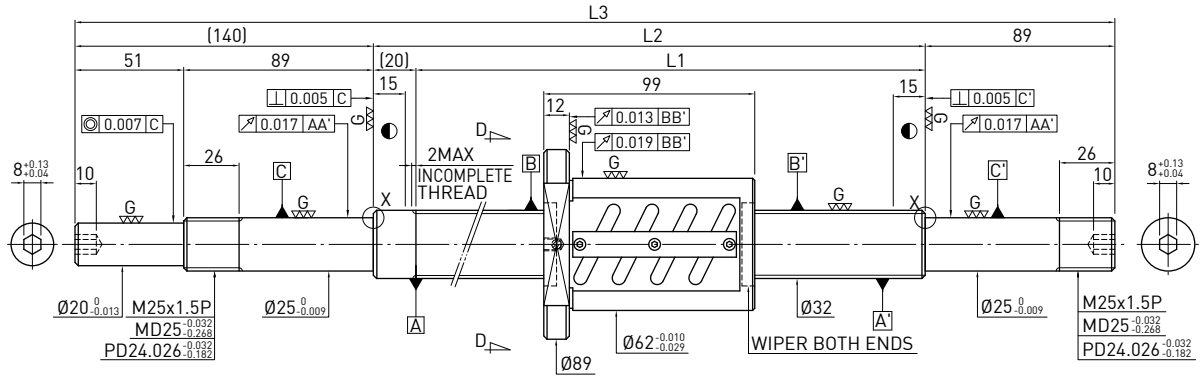 L3
(140) L2 89
51 89 (20) L1
15 99 15
⊥ 0.005 C 12 ↗ 0.013 BB' ⊥ 0.005 C'
G G G
◎ 0.007 C ↗ 0.017 AA' D ↗ 0.019 BB' ↗ 0.017 AA'
8 +0.13 +0.04 10 26 2MAX G 26 8 +0.13 +0.04
INCOMPLETE 10
THREAD
G C G X B B' G X G C'
Ø20 0 -0.013 M25x1.5P Ø25 0 -0.009 A Ø32 A' Ø25 0 -0.009 M25x1.5P
MD25 -0.032 -0.268 D Ø62 -0.010 -0.029 WIPER BOTH ENDS MD25 -0.032 -0.268
PD24.026 -0.032 -0.182 Ø89 PD24.026 -0.032 -0.182